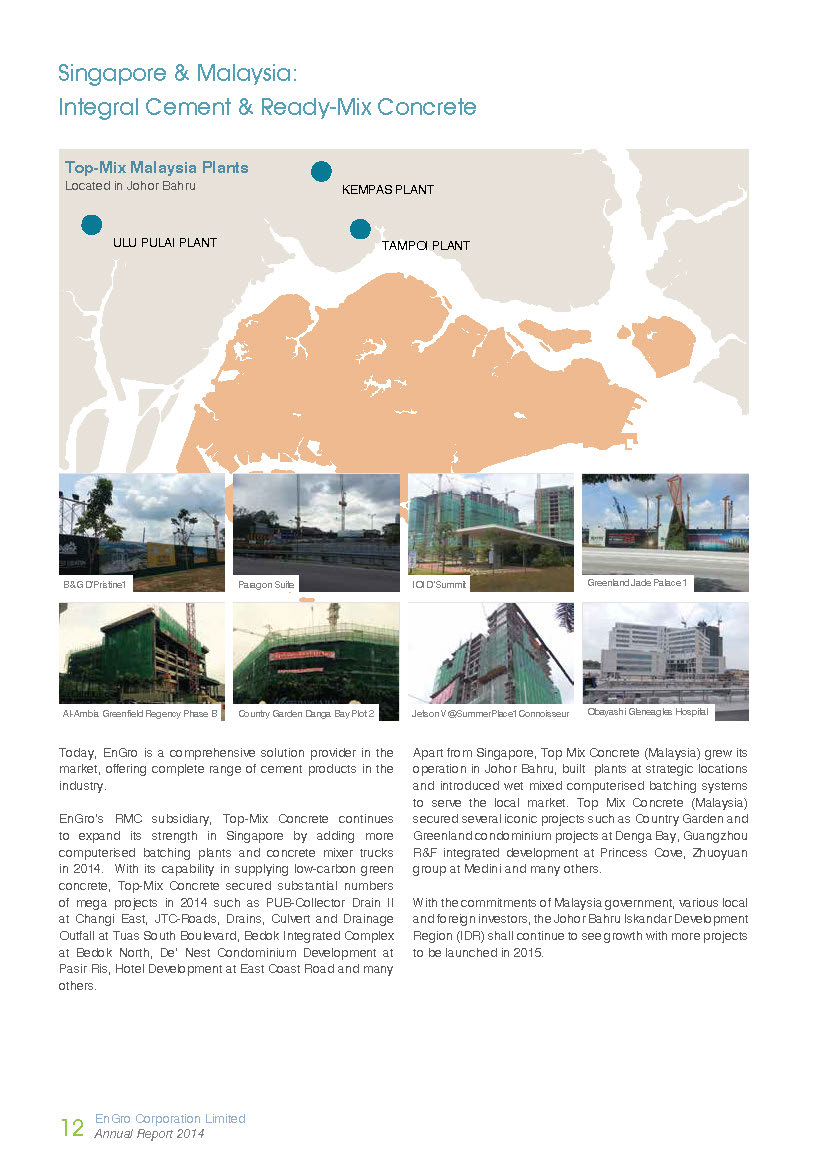 Singapore & Malaysia:
Integral Cement & Ready-Mix Concrete
Top-Mix Malaysia Plants
Located in Johor Bahru
KEMPAS PLANT
ULU PULAI PLANT
TAMPOI PLANT
B&G D'Pristine1
Paragon Suite
IOI D'Summit
Greenland Jade Palace 1
Al-Ambia Greenfield Regency Phase B
Country Garden Danga Bay Plot 2
Jetson V@SummerPlace1 Connoisseur
Obayashi Gleneagles Hospital
Today, EnGro is a comprehensive solution provider in the
market, offering complete range of cement products in the
industry.
EnGro's RMC subsidiary, Top-Mix Concrete continues
to expand its strength in Singapore by adding more
computerised batching plants and concrete mixer trucks
in 2014. With its capability in supplying low-carbon green
concrete, Top-Mix Concrete secured substantial numbers
of mega projects in 2014 such as PUB-Collector Drain II
at Changi East, JTC-Roads, Drains, Culvert and Drainage
Outfall at Tuas South Boulevard, Bedok Integrated Complex
at Bedok North, De' Nest Condominium Development at
Pasir Ris, Hotel Development at East Coast Road and many
others.
Apart from Singapore, Top Mix Concrete (Malaysia) grew its
operation in Johor Bahru, built plants at strategic locations
and introduced wet mixed computerised batching systems
to serve the local market. Top Mix Concrete (Malaysia)
secured several iconic projects such as Country Garden and
Greenland condominium projects at Denga Bay, Guangzhou
R&F integrated development at Princess Cove, Zhuoyuan
group at Medini and many others.
With the commitments of Malaysia government, various local
and foreign investors, the Johor Bahru Iskandar Development
Region (IDR) shall continue to see growth with more projects
to be launched in 2015.
12
EnGro Corporation Limited
Annual Report 2014